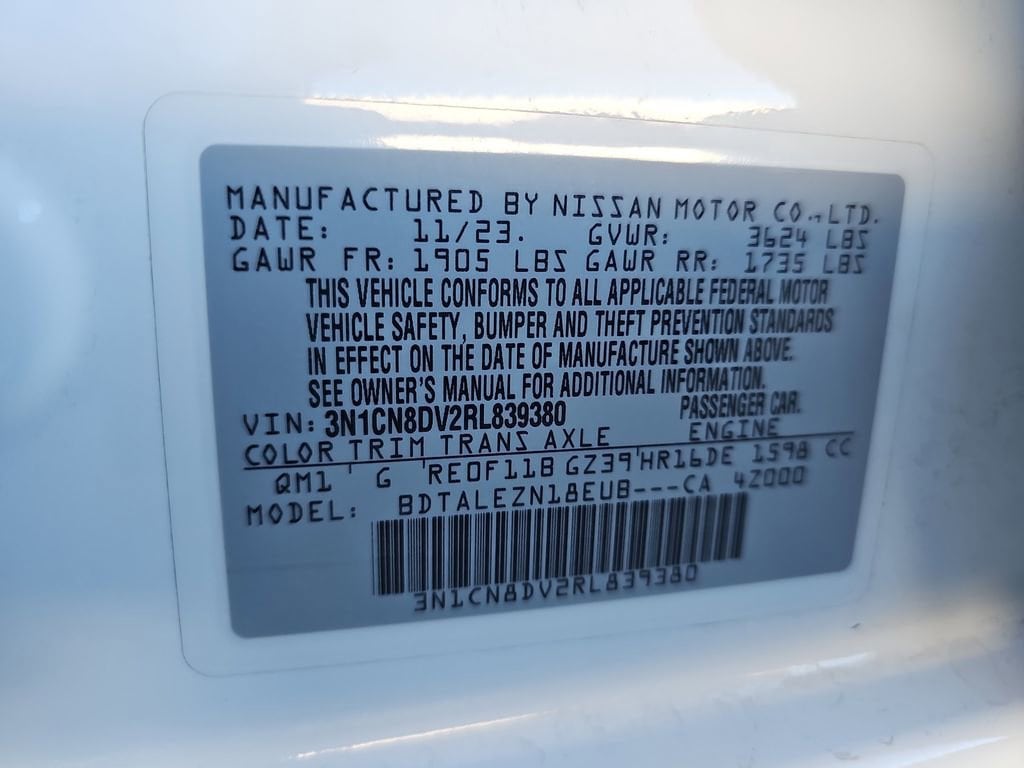 MANUFACTURED BY NISSAN MOTOR CO.,LTD.
DATE: 11/23. GVWR: 3624 LBS
GAWR FR: 1905 LBS GAWR RR: 1735 LBS
THIS VEHICLE CONFORMS TO ALL APPLICABLE FEDERAL MOTOR
VEHICLE SAFETY, BUMPER AND THEFT PREVENTION STANDARDS
IN EFFECT ON THE DATE OF MANUFACTURE SHOWN ABOVE.
SEE OWNER'S MANUAL FOR ADDITIONAL INFORMATION.
VIN: 3N1CN8DV2RL839380 PASSENGER CAR.
COLOR TRIM TRANS AXLE ENGINE
QM1 ' G 'RE0F11B GZ39'HR16DE 1598 CC
MODEL: BDTALEZN18EUB---CA 4Z000
3N1CN8DV2RL839380